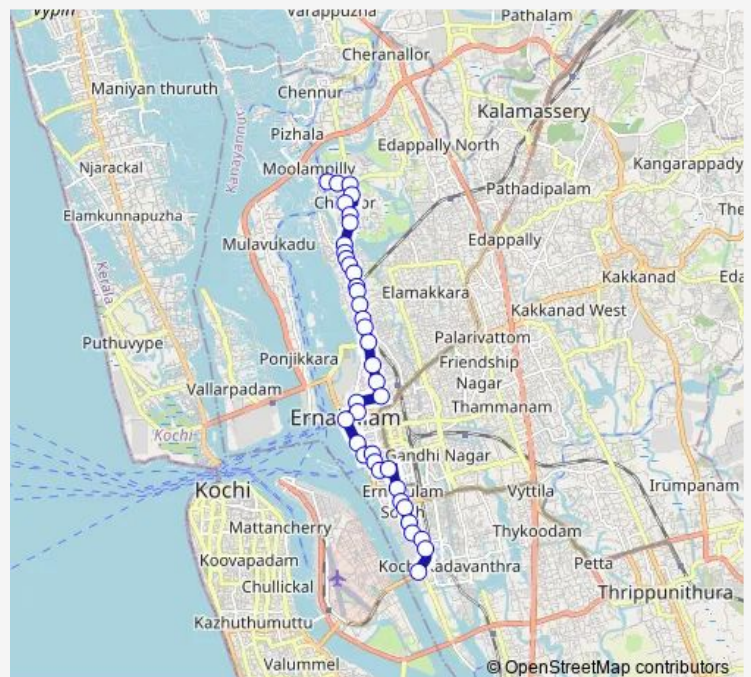 Vypin
Varappuzha
Pathalam
Cheranallor
Maniyan thuruth
Chennur
Kalamassery
Pizhala
Edappally North
Kanayannur
Njarackal
Moolampilly
Kangarappady
Pathadipalam
Elamkunnapuzha
Mulavukadu
Edappally
Kerala
Elamakkara
Kakkanad
Kakkanad West
Puthuvype
Palarivattom
Ponjikkara
Friendship
Nagar
Vallarpadam
Thammanam
Kochi
Gandhi Nagar
Kochi
Irumpanam
Vyttila
Mattancherry
Thykoodam
Koovapadam
Petta
Chullickal
Thrippunithura
Kazhuthumuttu
Valummel
© OpenStreetMap contributors